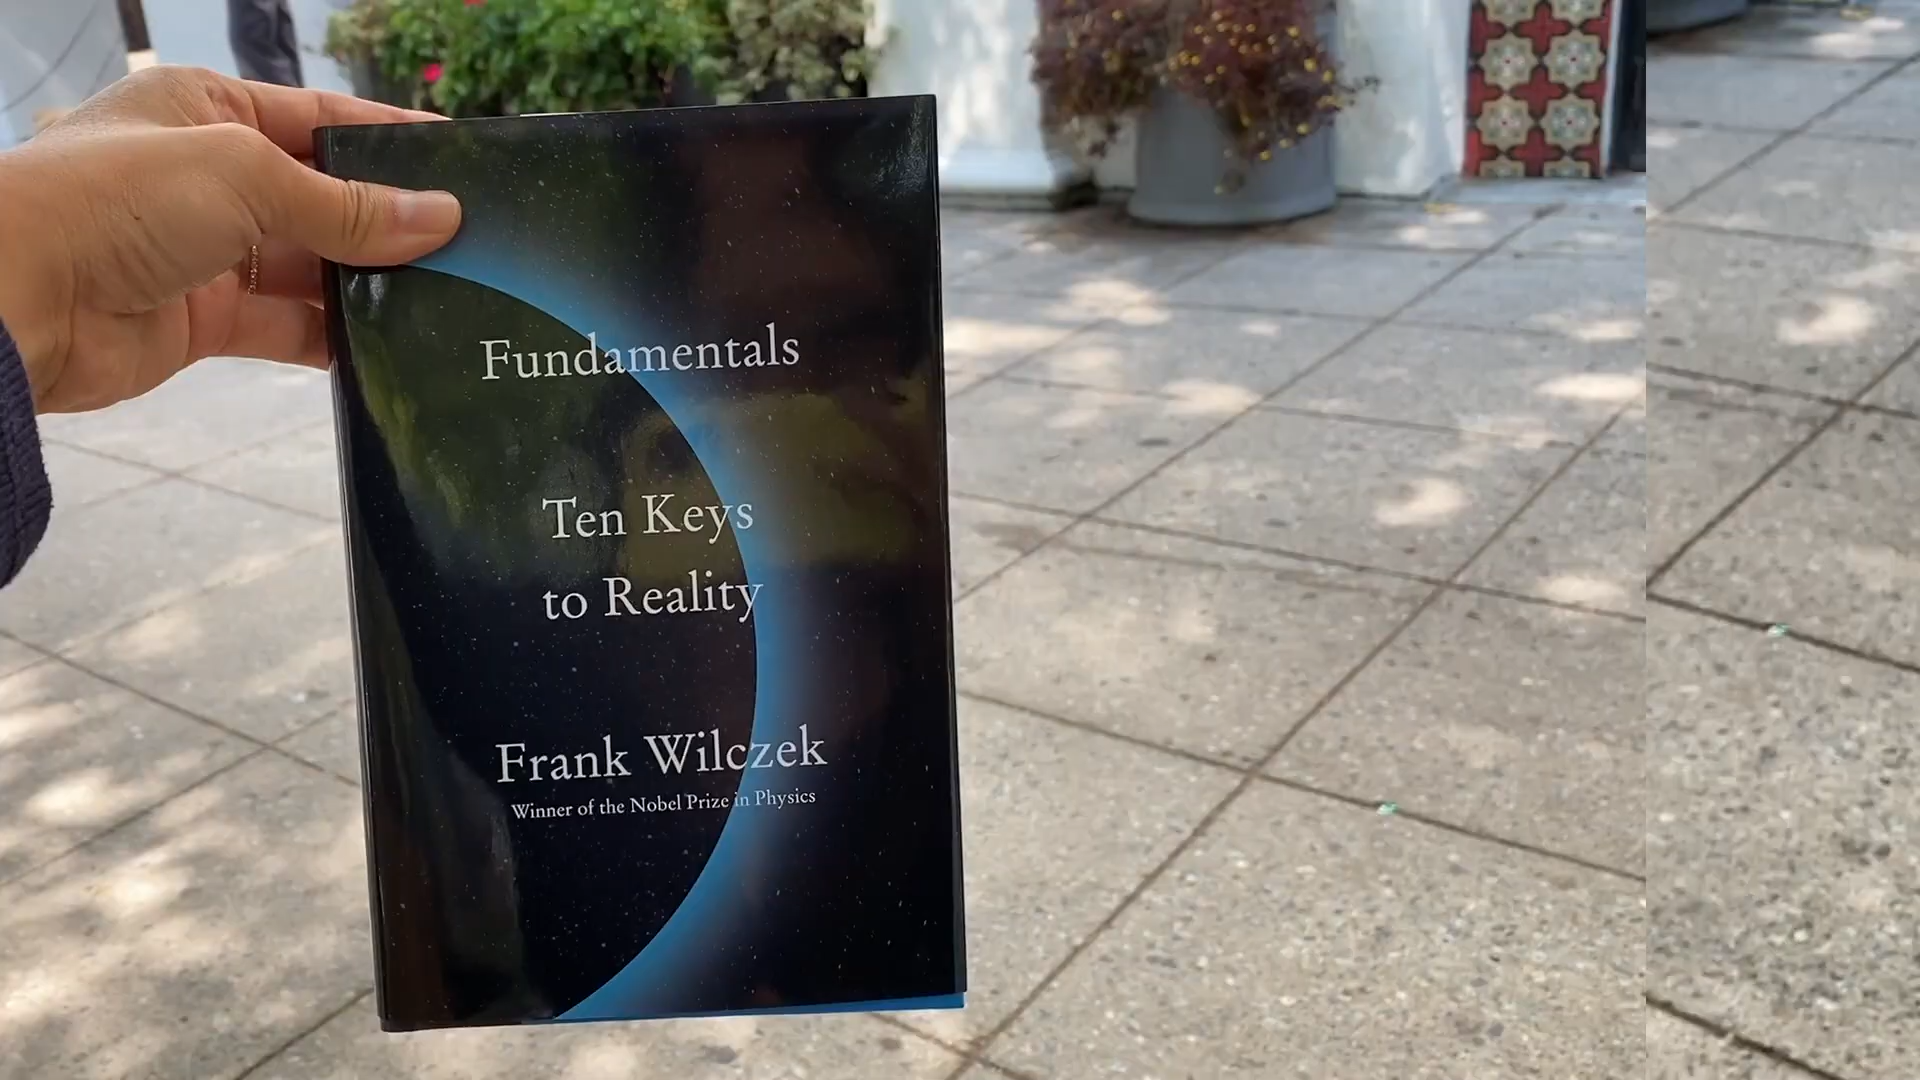 Fundamentals
Ten Keys
to Reality
Frank Wilczek
Winner of the Nobel Prize in Physics